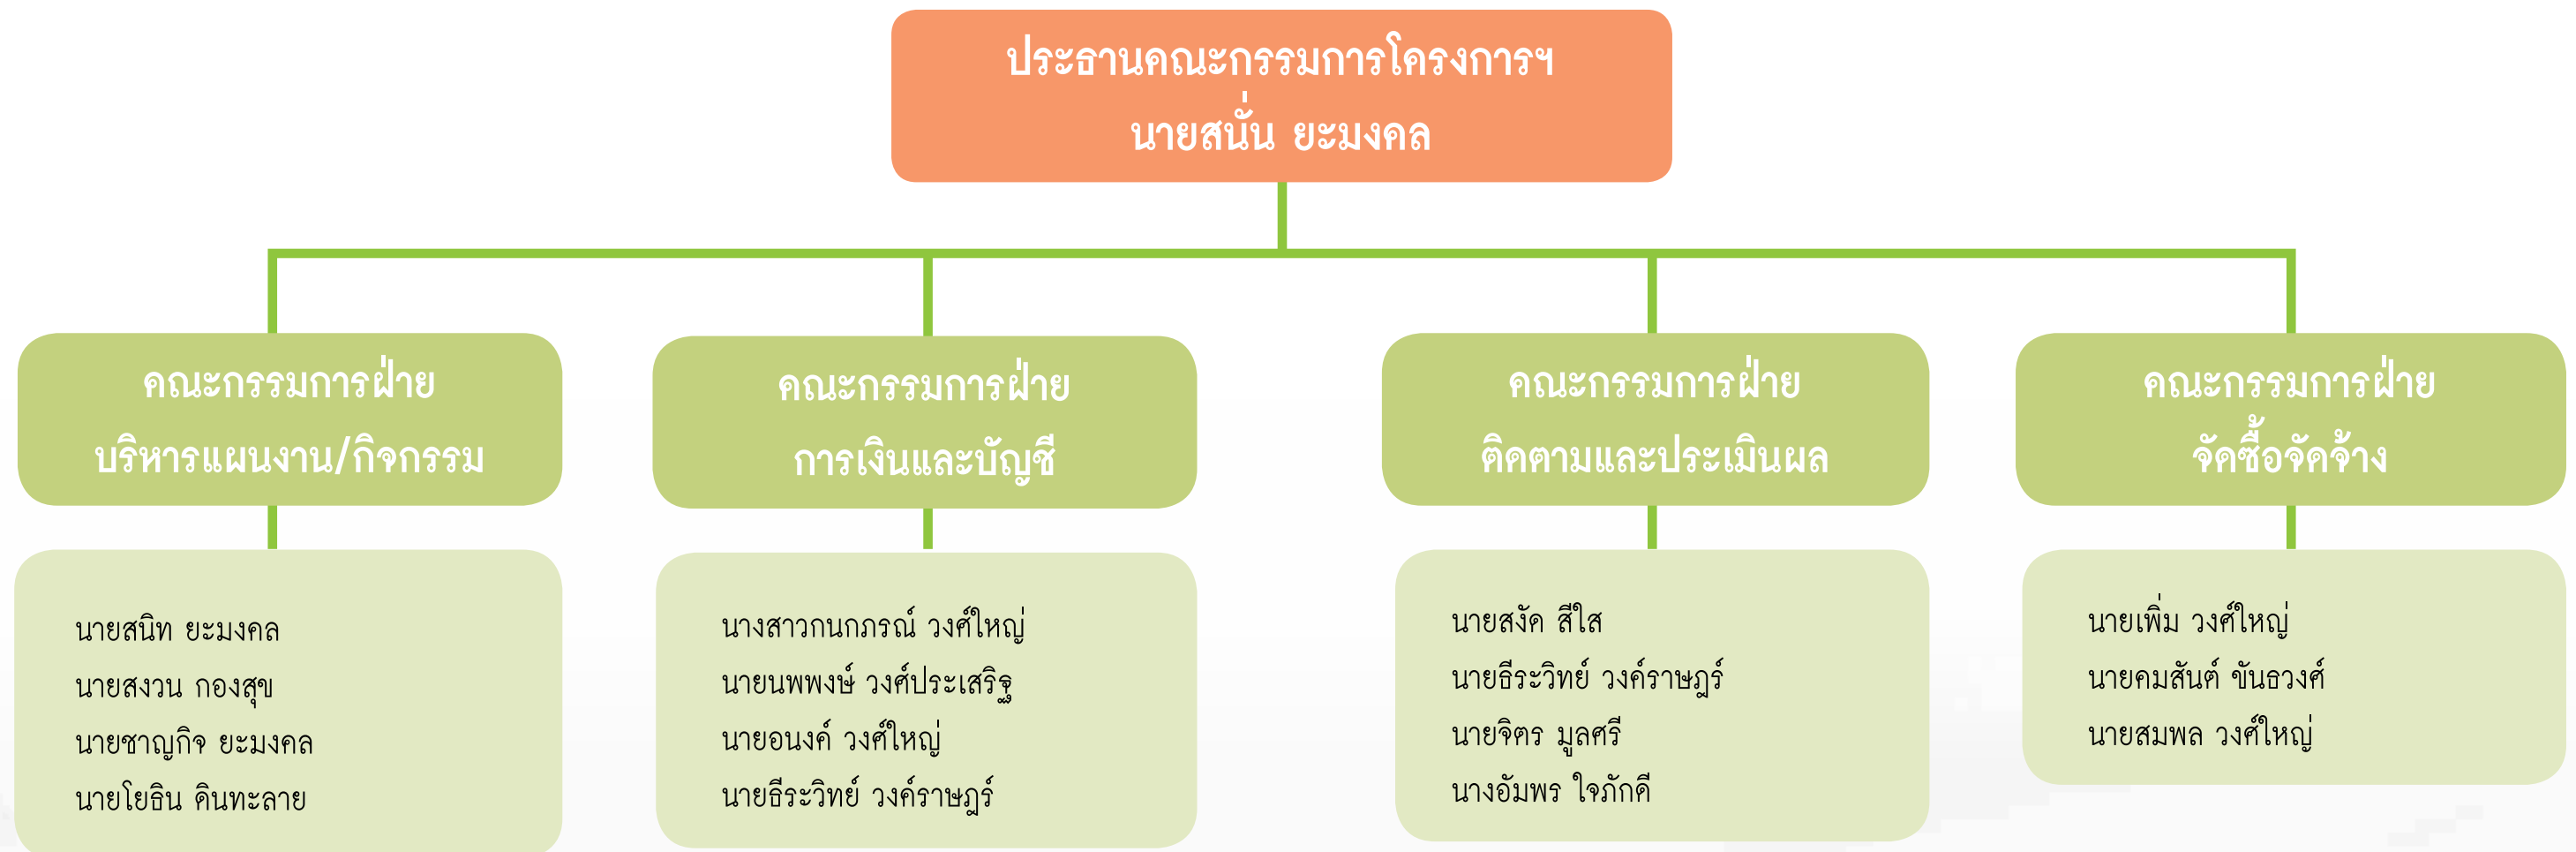 ประธานคณะกรรมการโครงการฯ
นายสนั่น ยะมงคล
คณะกรรมการฝ่าย
บริหารแผนงาน/กิจกรรม
นายสนิท ยะมงคล
นายสงวน กองสุข
นายชาญกิจ ยะมงคล
นายโยธิน ดินทะลาย
คณะกรรมการฝ่าย
การเงินและบัญชี
นางสาวกนกภรณ์ วงศ์ใหญ่
นายนพพงษ์ วงศ์ประเสริฐ
นายอนงค์ วงศ์ใหญ่
นายธีระวิทย์ วงค์ราษฎร์
คณะกรรมการฝ่าย
ติดตามและประเมินผล
นายสงัด สีใส
นายธีระวิทย์ วงค์ราษฎร์
นายจิตร มูลศรี
นางอัมพร ใจภักดี
คณะกรรมการฝ่าย
จัดซื้อจัดจ้าง
นายเพิ่ม วงศ์ใหญ่
นายคมสันต์ ขันธวงศ์
นายสมพล วงศ์ใหญ่